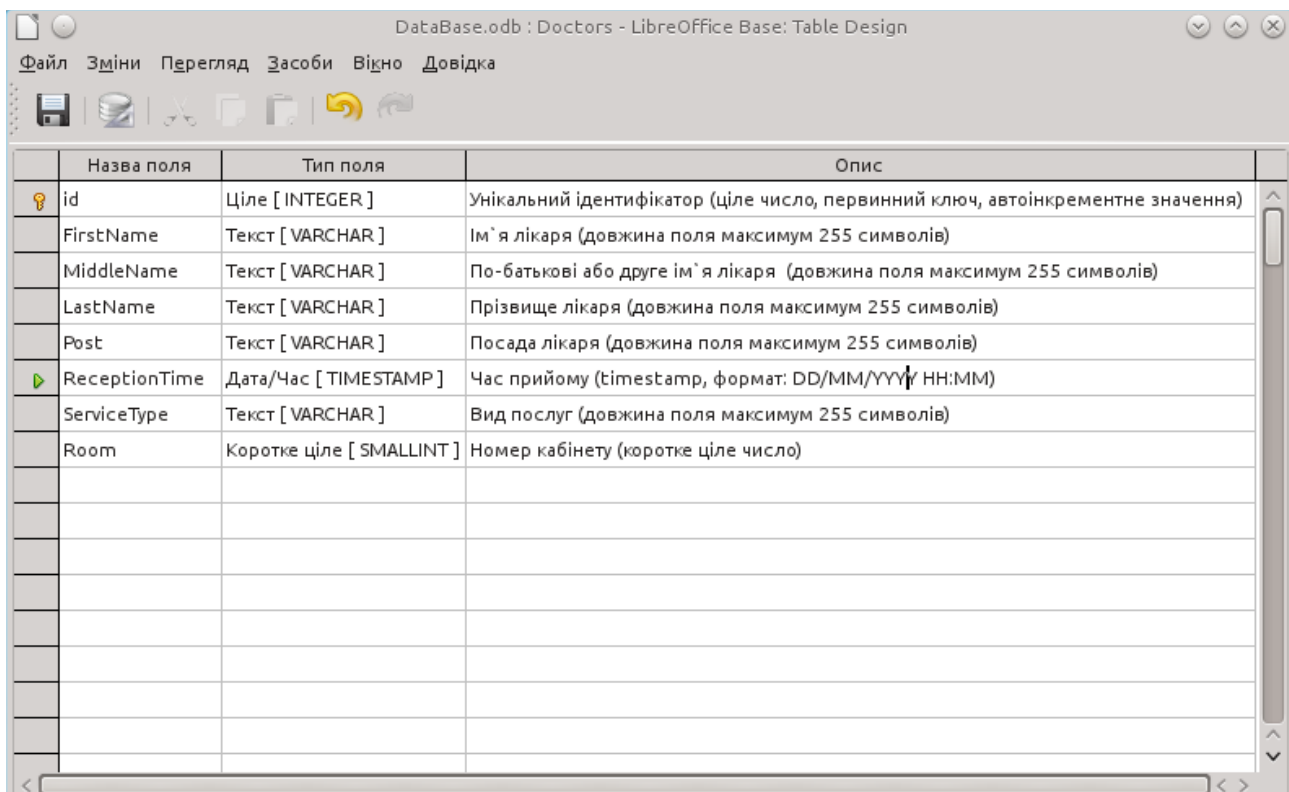 DataBase.odb : Doctors - LibreOffice Base: Table Design
Файл Зміни Перегляд Засоби Вікно Довідка
Назва поля Тип поля Опис
id Ціле [ INTEGER ] Унікальний ідентифікатор (ціле число, первинний ключ, автоінкрементне значення)
FirstName Текст [ VARCHAR ] Ім`я лікаря (довжина поля максимум 255 символів)
MiddleName Текст [ VARCHAR ] По-батькові або друге ім`я лікаря (довжина поля максимум 255 символів)
LastName Текст [ VARCHAR ] Прізвище лікаря (довжина поля максимум 255 символів)
Post Текст [ VARCHAR ] Посада лікаря (довжина поля максимум 255 символів)
ReceptionTime Дата/Час [ TIMESTAMP ] Час прийому (timestamp, формат: DD/MM/YYYY HH:MM)
ServiceType Текст [ VARCHAR ] Вид послуг (довжина поля максимум 255 символів)
Room Коротке ціле [ SMALLINT ] Номер кабінету (коротке ціле число)